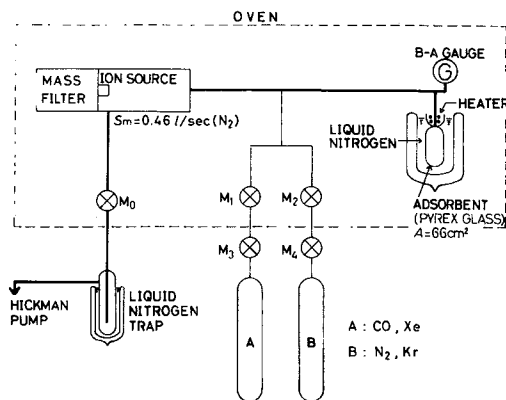 OVEN
B-A GAUGE
G
MASS
FILTER
ION SOURCE
HEATER
Sm=0.46 l/sec(N₂)
LIQUID
NITROGEN
ADSORBENT
(PYREX GLASS)
A=66cm²
M₀
M₁
M₂
M₃
M₄
HICKMAN
PUMP
LIQUID
NITROGEN
TRAP
A
B
A : CO , Xe
B : N₂ , Kr